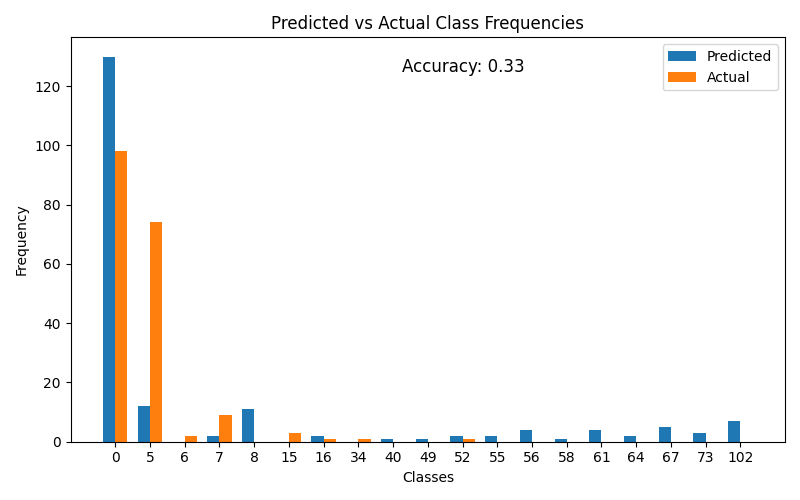 Predicted vs Actual Class Frequencies
Accuracy: 0.33
Predicted
Actual
Frequency
120
100
80
60
40
20
0
0 5 6 7 8 15 16 34 40 49 52 55 56 58 61 64 67 73 102
Classes